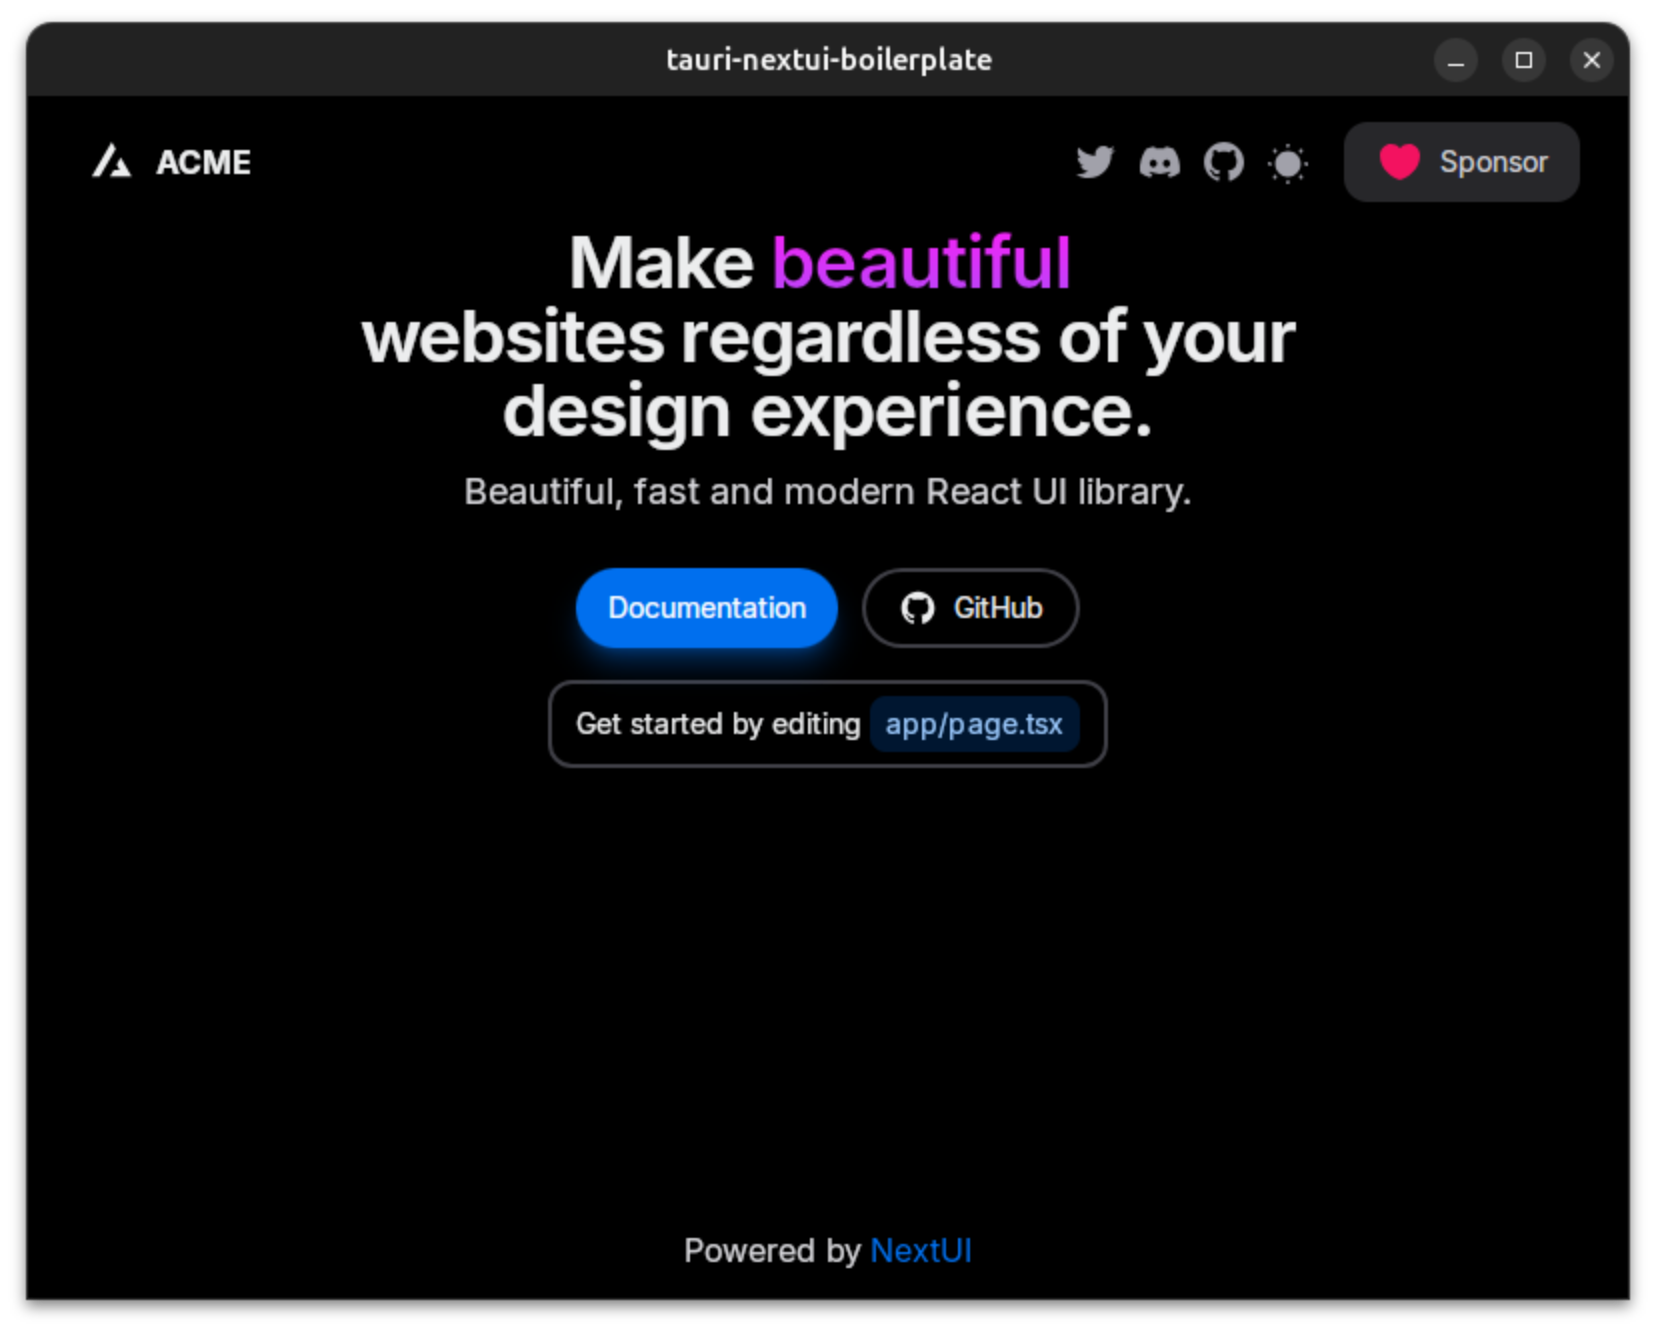 tauri-nextui-boilerplate
ACME
Sponsor
Make beautiful
websites regardless of your
design experience.
Beautiful, fast and modern React UI library.
Documentation
GitHub
Get started by editing app/page.tsx
Powered by NextUI